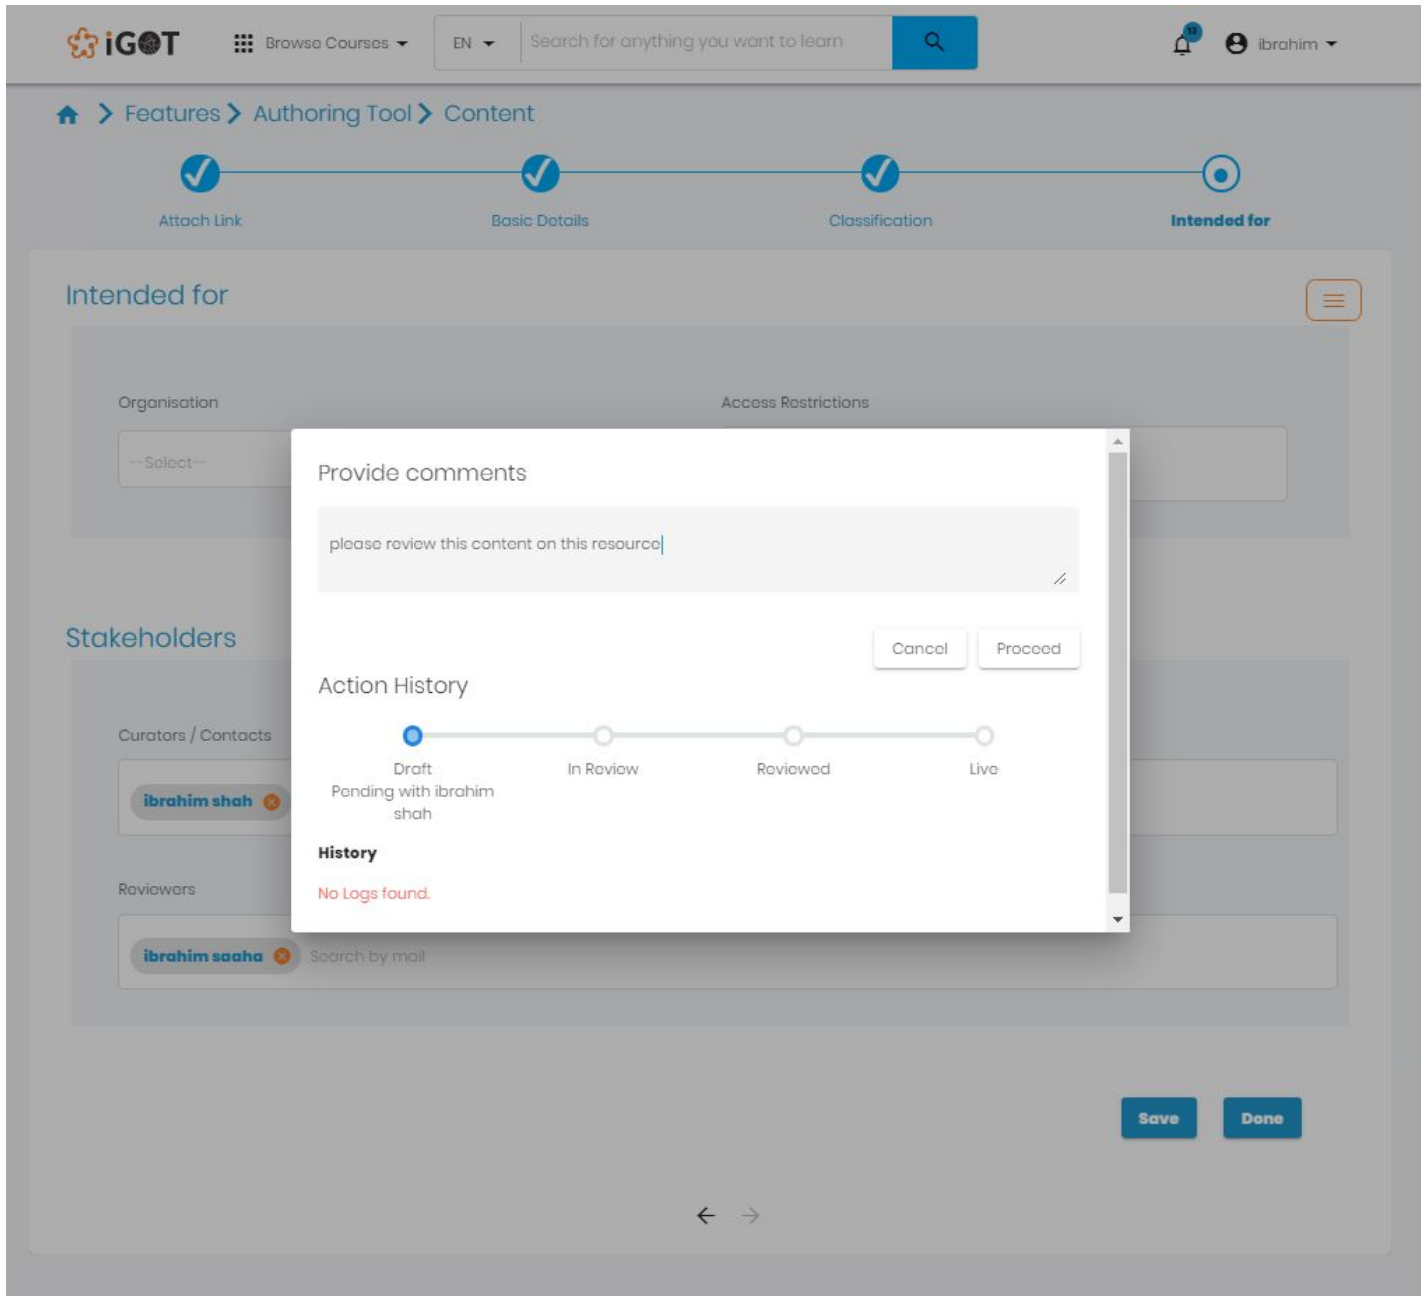 iGOT Browse Courses EN Search for anything you want to learn 13 ibrahim
Features Authoring Tool Content
Attach Link Basic Details Classification Intended for
Intended for
Organisation Access Restrictions
--Select--
Provide comments
please review this content on this resource
Cancel Proceed
Stakeholders
Action History
Curators / Contacts
Draft In Review Reviewed Live
Pending with ibrahim
shah
ibrahim shah
History
Reviewers
No Logs found.
ibrahim saaha Search by mail
Save Done